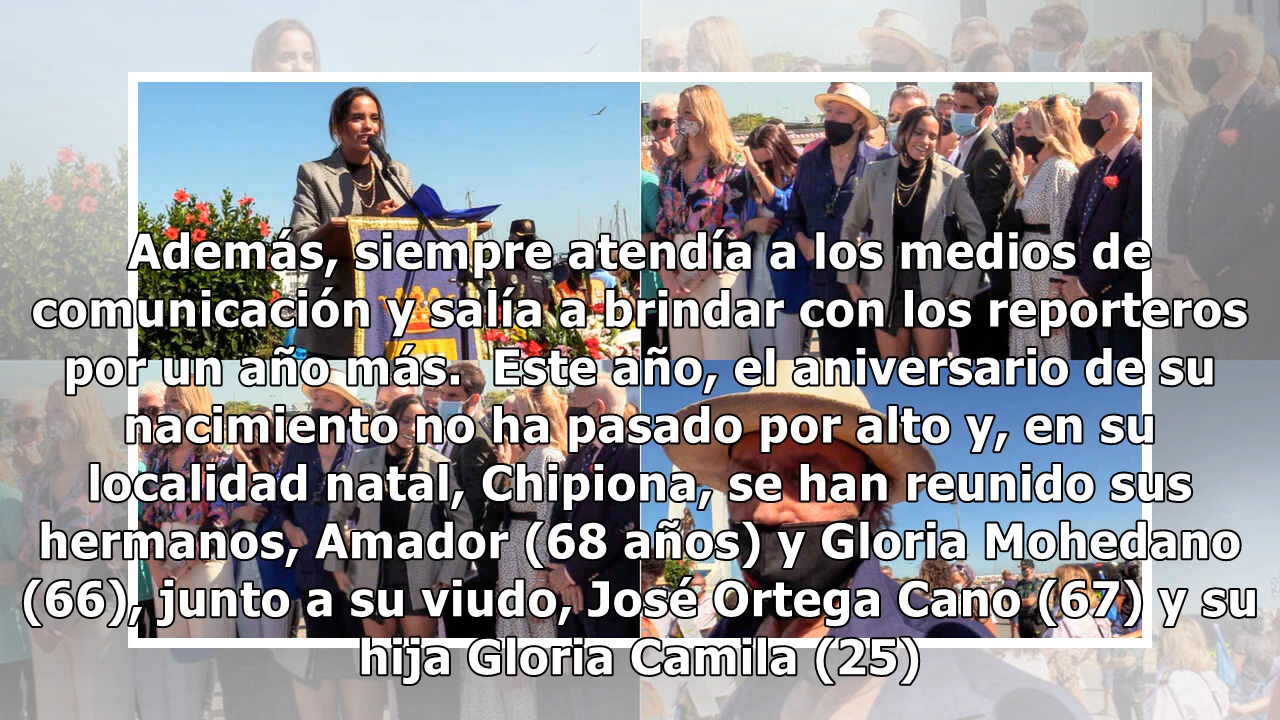 Además, siempre atendía a los medios de
comunicación y salía a brindar con los reporteros
por un año más.  Este año, el aniversario de su
nacimiento no ha pasado por alto y, en su
localidad natal, Chipiona, se han reunido sus
hermanos, Amador (68 años) y Gloria Mohedano
(66), junto a su viudo, José Ortega Cano (67) y su
hija Gloria Camila (25)